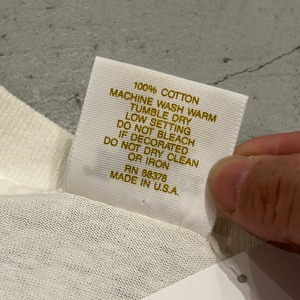 100% COTTON
MACHINE WASH WARM
TUMBLE DRY
LOW SETTING
DO NOT BLEACH
IF DECORATED
DO NOT DRY CLEAN
OR IRON
RN 68378
MADE IN U.S.A.